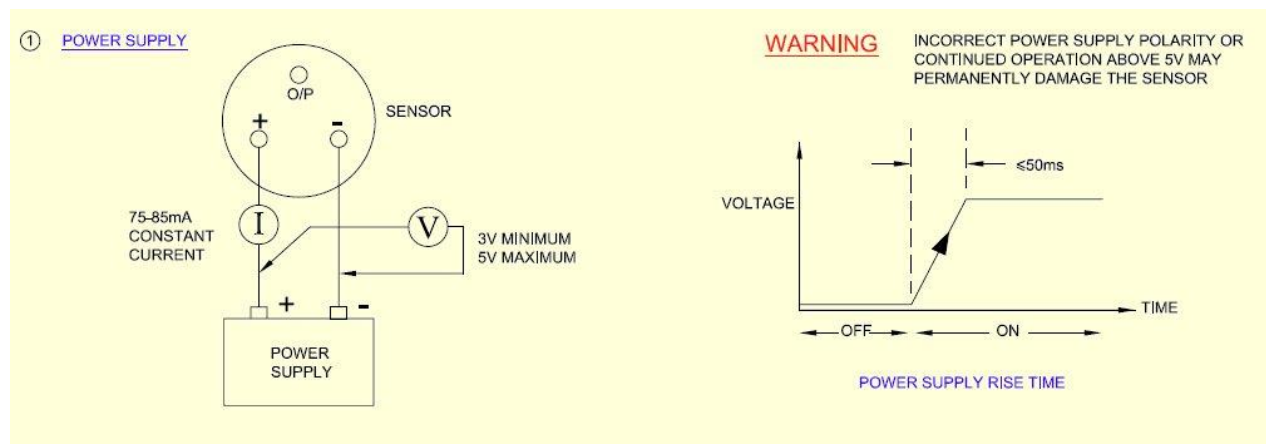 ① POWER SUPPLY
O/P
SENSOR
+ -
75-85mA
CONSTANT
CURRENT
I
V
3V MINIMUM
5V MAXIMUM
+ -
POWER
SUPPLY
WARNING
INCORRECT POWER SUPPLY POLARITY OR
CONTINUED OPERATION ABOVE 5V MAY
PERMANENTLY DAMAGE THE SENSOR
≤50ms
VOLTAGE
TIME
OFF
ON
POWER SUPPLY RISE TIME